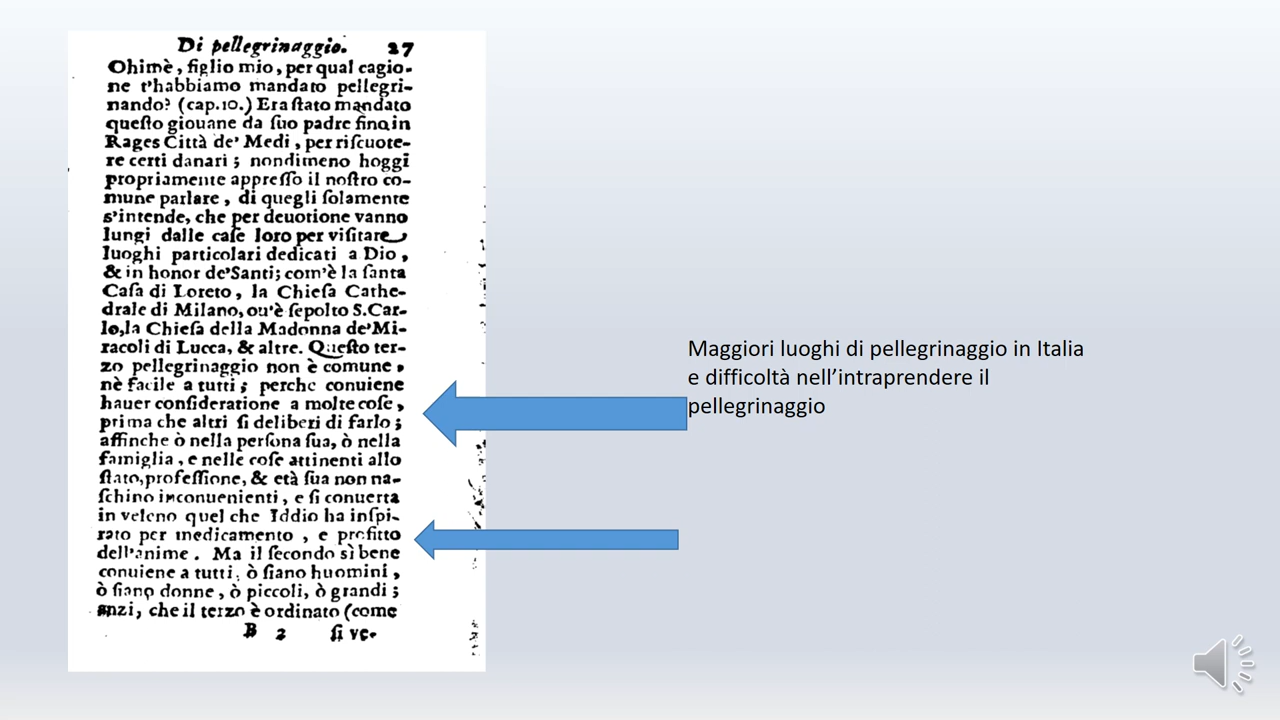 Di pellegrinaggio. 27
Ohimè, figlio mio, per qual cagio-
ne t'habbiamo mandato pellegri-
nando? (cap.10.) Era ſtato mandato
queſto giouane da ſuo padre fino in
Rages Città de' Medi, per riſcuote-
re certi danari; nondimeno hoggi
propriamente appreſſo il noſtro co-
mune parlare, di quegli ſolamente
s'intende, che per deuotione vanno
lungi dalle caſe loro per viſitare
luoghi particolari dedicati a Dio,
& in honor de'Santi; com'è la ſanta
Caſa di Loreto, la Chieſa Cathe-
drale di Milano, ou'è ſepolto S.Car-
lo,la Chieſa della Madonna de'Mi-
racoli di Lucca, & altre. Queſto ter-
zo pellegrinaggio non è comune,
nè facile a tutti; perche conuiene
hauer conſideratione a molte coſe,
prima che altri ſi deliberi di farlo;
affinche ò nella perſona ſua, ò nella
famiglia, e nelle coſe attinenti allo
ſtato,profeſſione, & età ſua non na-
ſchino inconuenienti, e ſi conuerta
in veleno quel che Iddio ha inſpi-
rato per medicamento, e profitto
dell'anime. Ma il ſecondo sì bene
conuiene a tutti, ò ſiano huomini,
ò ſiano donne, ò piccoli, ò grandi;
anzi, che il terzo è ordinato (come
B 2 ſi ve-
Maggiori luoghi di pellegrinaggio in Italia
e difficoltà nell'intraprendere il
pellegrinaggio